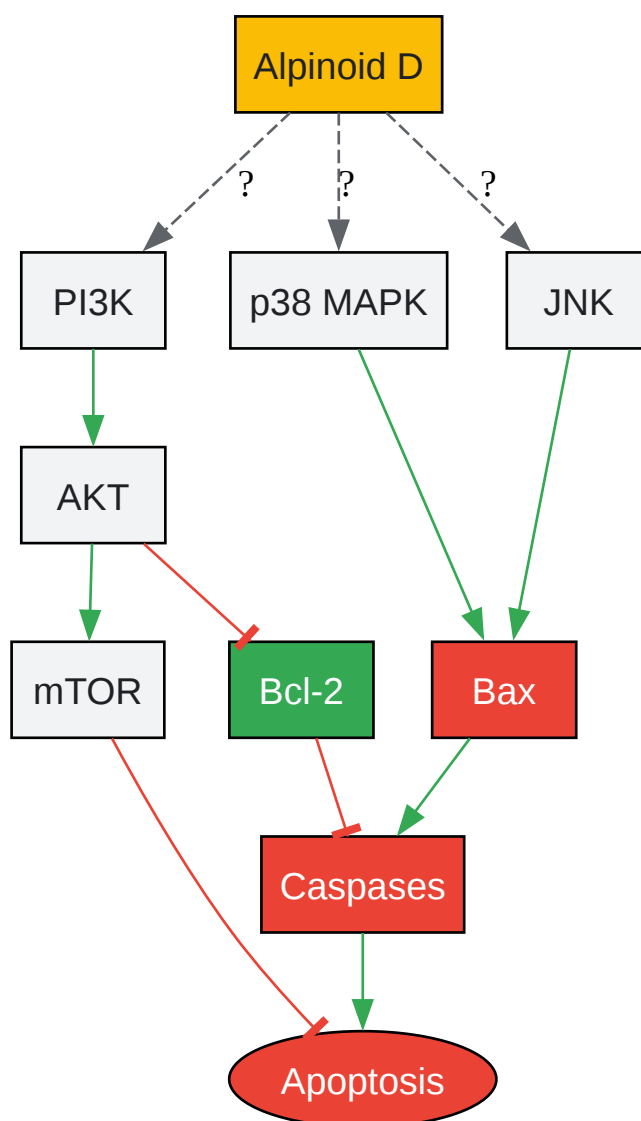 Alpinoid D
? ? ?
PI3K p38 MAPK JNK
AKT
mTOR Bcl-2 Bax
Caspases
Apoptosis